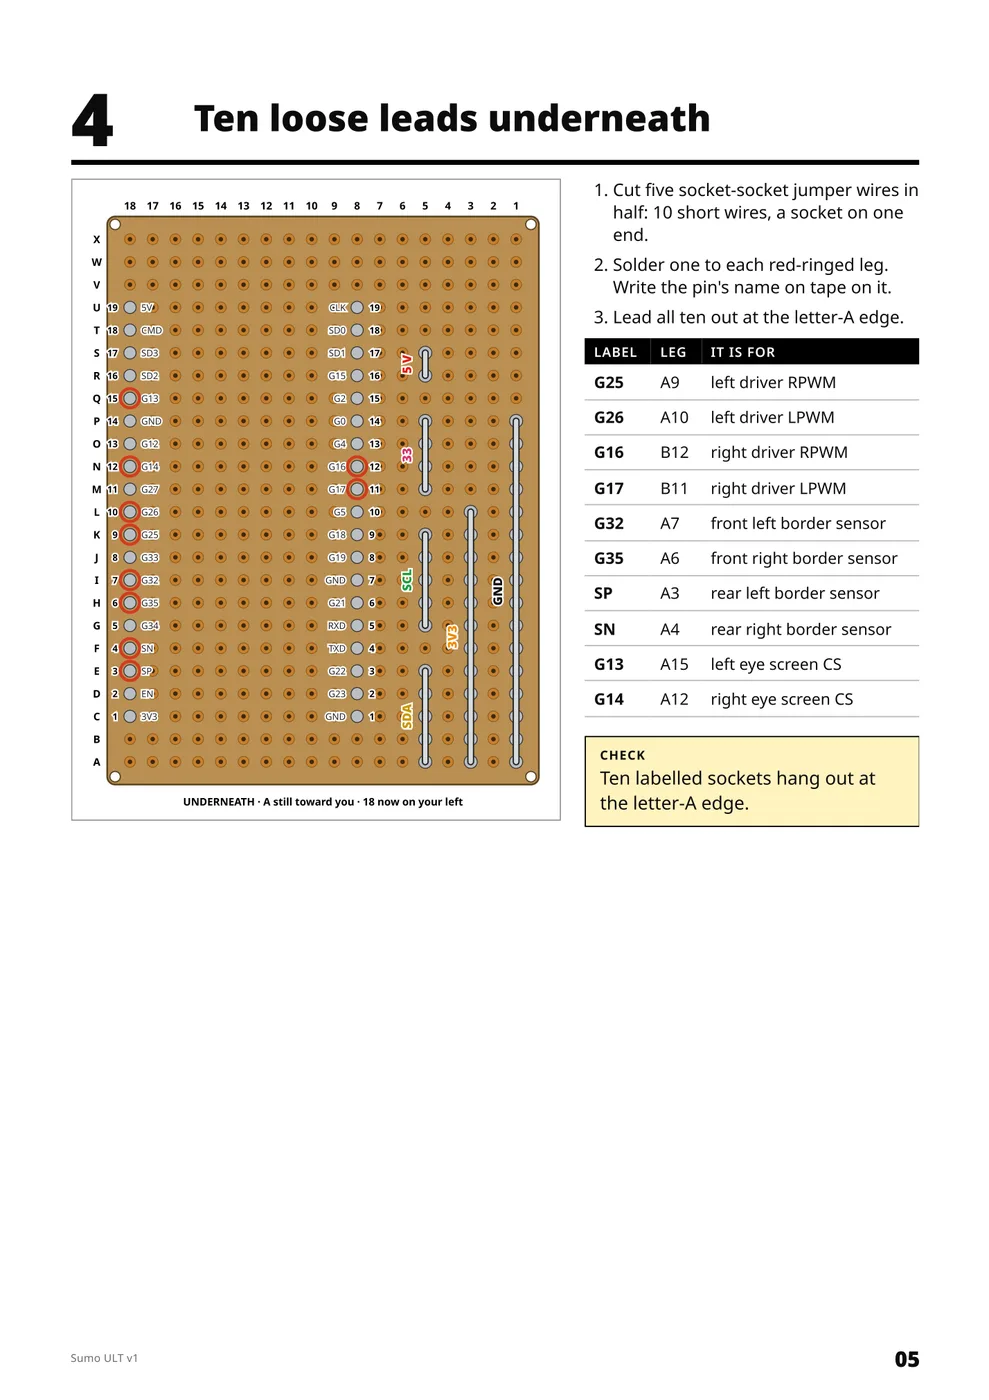 4 Ten loose leads underneath
18 17 16 15 14 13 12 11 10 9 8 7 6 5 4 3 2 1
X
W
V
U 19 5V CLK 19
T 18 CMD SD0 18
S 17 SD3 SD1 17
5V
R 16 SD2 G15 16
Q 15 G13 G2 15
P 14 GND G0 14
O 13 G12 G4 13
33
N 12 G14 G16 12
M 11 G27 G17 11
L 10 G26 G5 10
K 9 G25 G18 9
J 8 G33 G19 8
I 7 G32 GND 7
SCL
GND
H 6 G35 G21 6
G 5 G34 RXD 5
3V3
F 4 SN TXD 4
E 3 SP G22 3
D 2 EN G23 2
SDA
C 1 3V3 GND 1
B
A
UNDERNEATH · A still toward you · 18 now on your left
1. Cut five socket-socket jumper wires in
half: 10 short wires, a socket on one
end.
2. Solder one to each red-ringed leg.
Write the pin's name on tape on it.
3. Lead all ten out at the letter-A edge.
LABEL LEG IT IS FOR
G25 A9 left driver RPWM
G26 A10 left driver LPWM
G16 B12 right driver RPWM
G17 B11 right driver LPWM
G32 A7 front left border sensor
G35 A6 front right border sensor
SP A3 rear left border sensor
SN A4 rear right border sensor
G13 A15 left eye screen CS
G14 A12 right eye screen CS
CHECK
Ten labelled sockets hang out at
the letter-A edge.
Sumo ULT v1
05